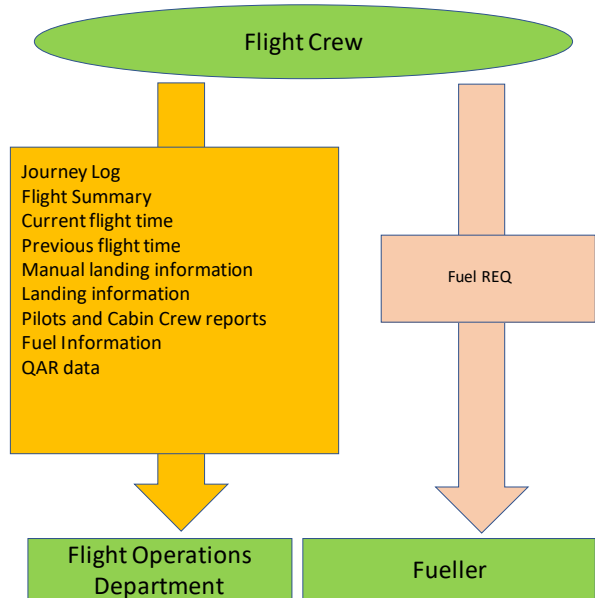 Flight Crew
Journey Log
Flight Summary
Current flight time
Previous flight time
Manual landing information
Landing information
Pilots and Cabin Crew reports
Fuel Information
QAR data
Fuel REQ
Flight Operations
Department
Fueller